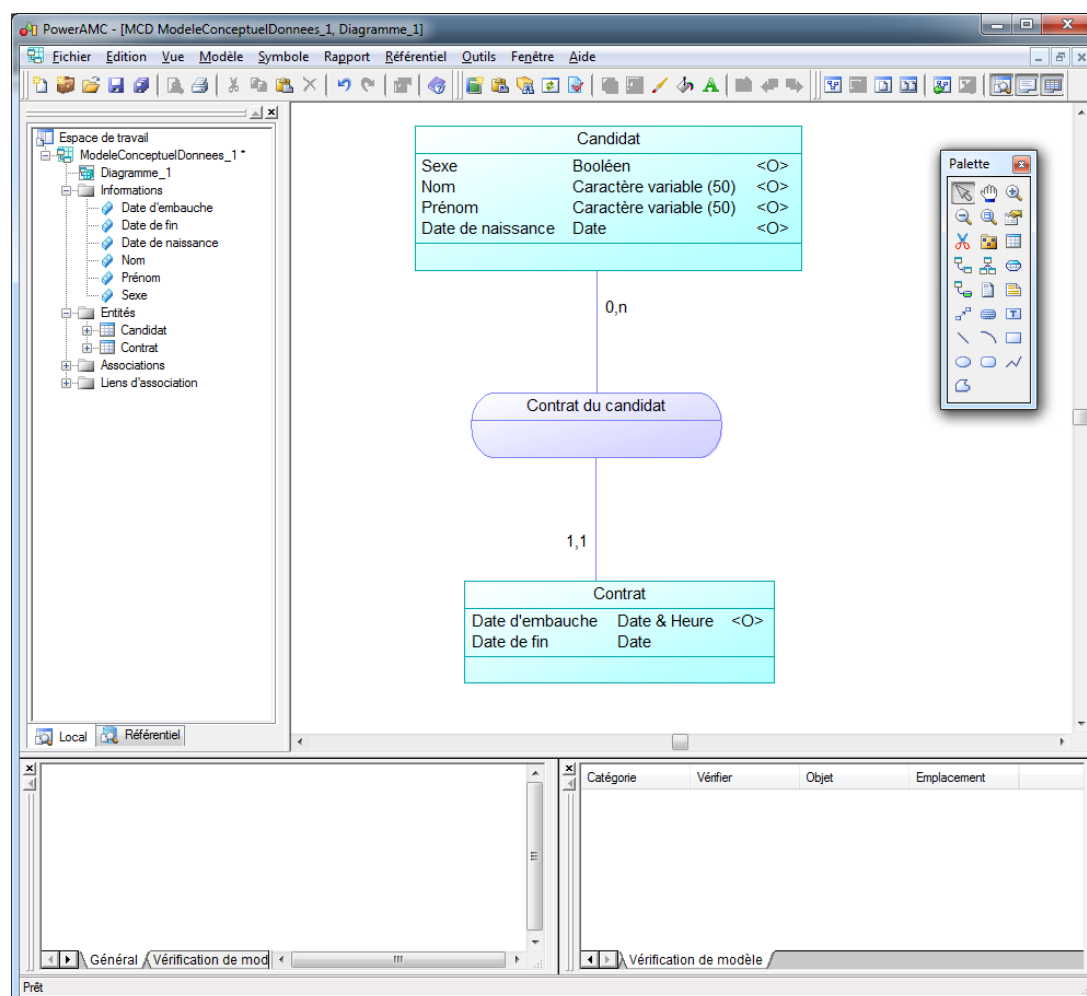 PowerAMC - [MCD ModeleConceptuelDonnees_1, Diagramme_1]
Fichier Edition Vue Modèle Symbole Rapport Référentiel Outils Fenêtre Aide
Espace de travail
ModeleConceptuelDonnees_1 *
Diagramme_1
Informations
Date d'embauche
Date de fin
Date de naissance
Nom
Prénom
Sexe
Entités
Candidat
Contrat
Associations
Liens d'association
Local Référentiel
Candidat
Sexe Booléen <O>
Nom Caractère variable (50) <O>
Prénom Caractère variable (50) <O>
Date de naissance Date <O>
0,n
Contrat du candidat
1,1
Contrat
Date d'embauche Date & Heure <O>
Date de fin Date
Palette
Général Vérification de mod
Catégorie Vérifier Objet Emplacement
Vérification de modèle
Prêt